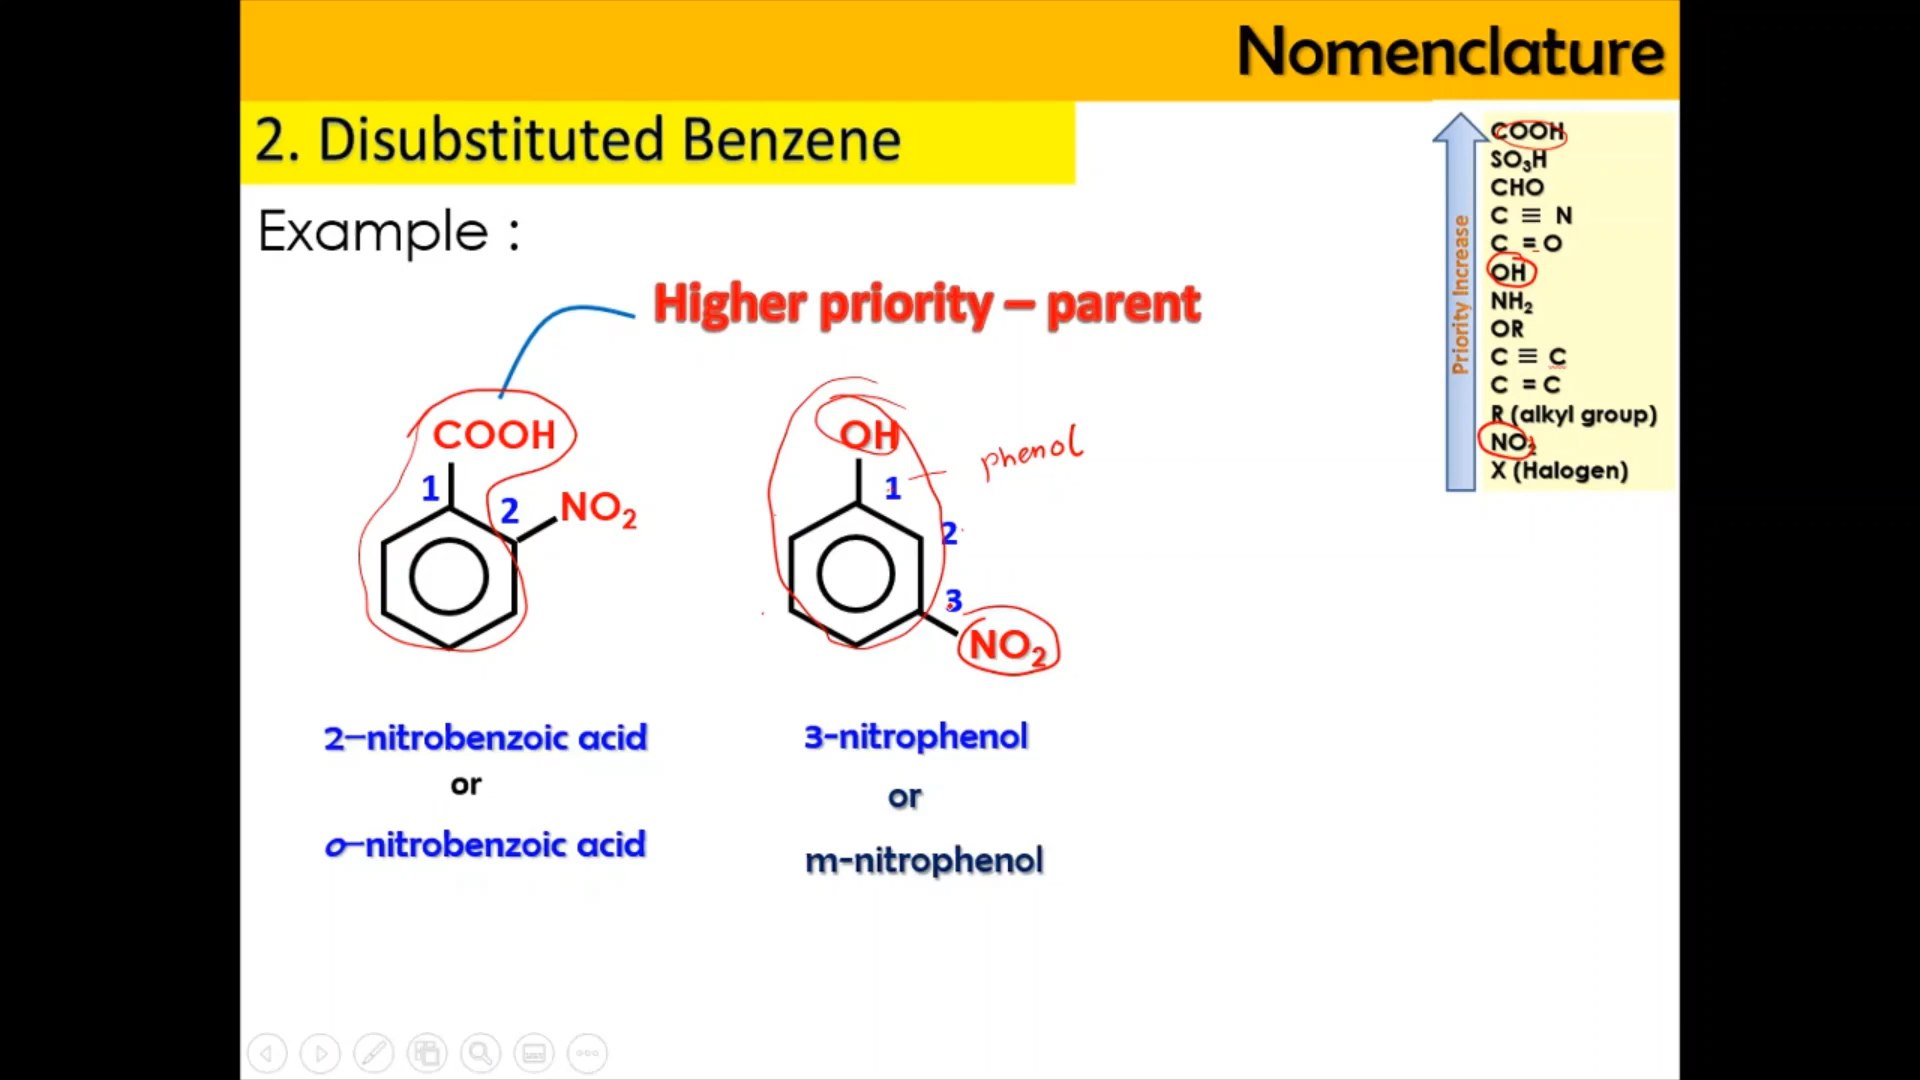 Nomenclature
2. Disubstituted Benzene
Example :
Higher priority – parent
COOH
1
2
NO₂
OH
1
phenol
2
3
NO₂
2–nitrobenzoic acid
or
o–nitrobenzoic acid
3-nitrophenol
or
m-nitrophenol
Priority Increase
COOH
SO₃H
CHO
C ≡ N
C = O
OH
NH₂
OR
C ≡ C
C = C
R (alkyl group)
NO₂
X (Halogen)